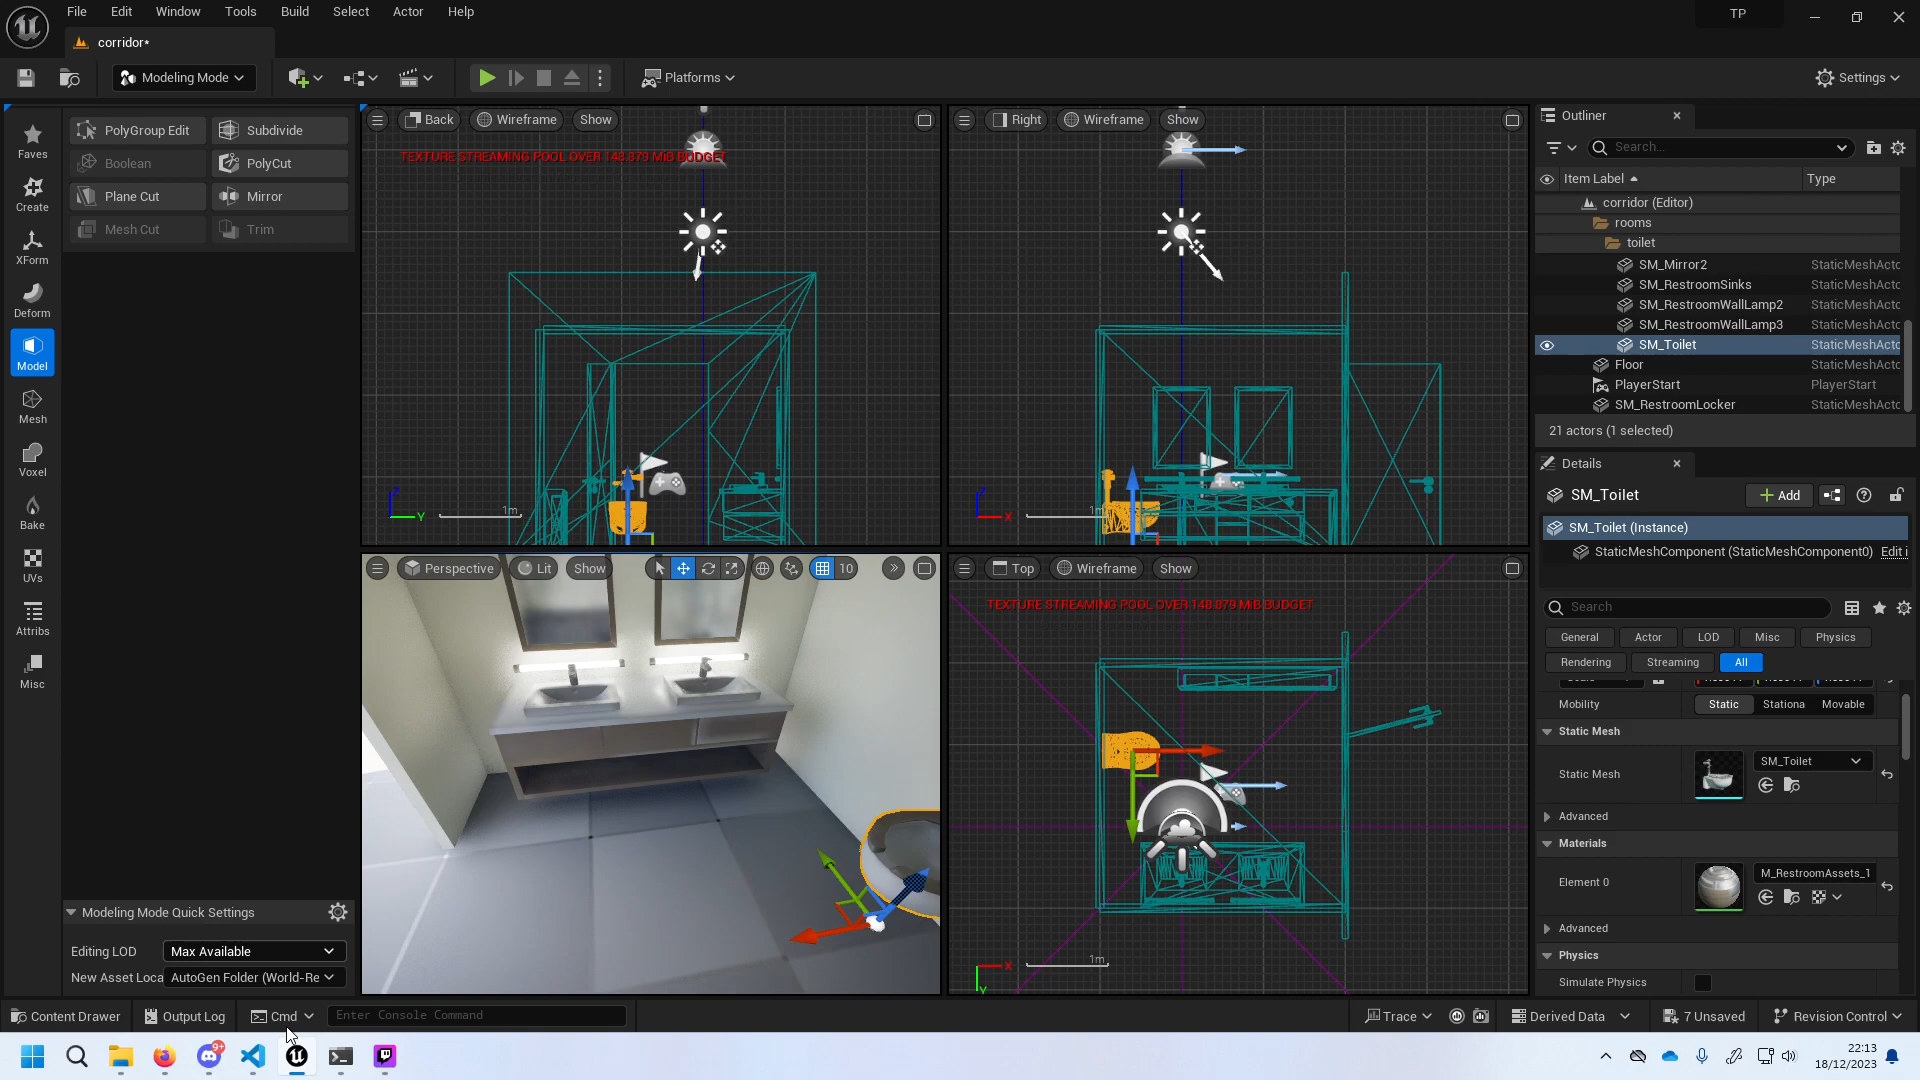 File Edit Window Tools Build Select Actor Help
TP
corridor*
Modeling Mode
Platforms
Settings
Faves
Create
XForm
Deform
Model
Mesh
Voxel
Bake
UVs
Attribs
Misc
PolyGroup Edit Subdivide
Boolean PolyCut
Plane Cut Mirror
Mesh Cut Trim
Modeling Mode Quick Settings
Editing LOD Max Available
New Asset Loca AutoGen Folder (World-Re
Back Wireframe Show
TEXTURE STREAMING POOL OVER 148.879 MiB BUDGET
Z
Y
1m
Right Wireframe Show
Z
X
1m
Perspective Lit Show 10
Top Wireframe Show
TEXTURE STREAMING POOL OVER 148.879 MiB BUDGET
X
Y
1m
Outliner
Search...
Item Label Type
corridor (Editor)
rooms
toilet
SM_Mirror2 StaticMeshActo
SM_RestroomSinks StaticMeshActo
SM_RestroomWallLamp2 StaticMeshActo
SM_RestroomWallLamp3 StaticMeshActo
SM_Toilet StaticMeshActo
Floor StaticMeshActo
PlayerStart PlayerStart
SM_RestroomLocker StaticMeshActo
21 actors (1 selected)
Details
SM_Toilet Add
SM_Toilet (Instance)
StaticMeshComponent (StaticMeshComponent0) Edit i
Search
General Actor LOD Misc Physics
Rendering Streaming All
Mobility Static Stationa Movable
Static Mesh
Static Mesh SM_Toilet
Advanced
Materials
Element 0 M_RestroomAssets_1
Advanced
Physics
Simulate Physics
Content Drawer Output Log Cmd Enter Console Command
Trace Derived Data 7 Unsaved Revision Control
9+
22:13
18/12/2023